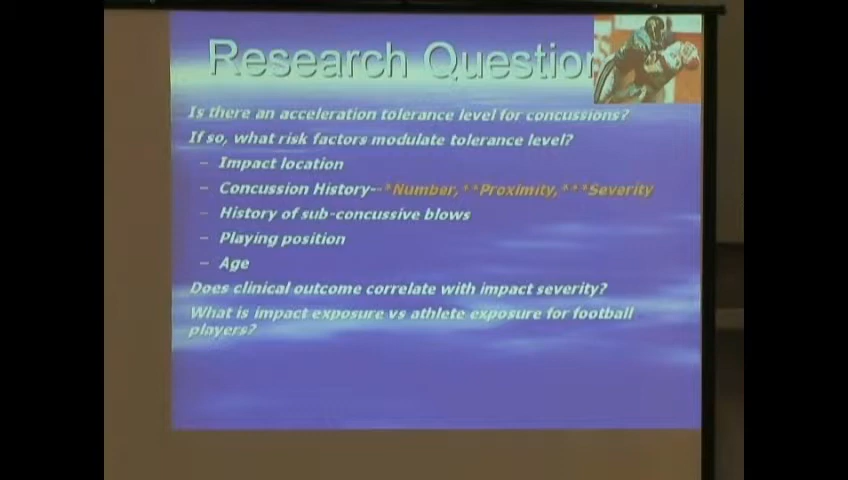 Research Question
Is there an acceleration tolerance level for concussions?
If so, what risk factors modulate tolerance level?
– Impact location
– Concussion History--*Number, **Proximity, ***Severity
– History of sub-concussive blows
– Playing position
– Age
Does clinical outcome correlate with impact severity?
What is impact exposure vs athlete exposure for football
players?